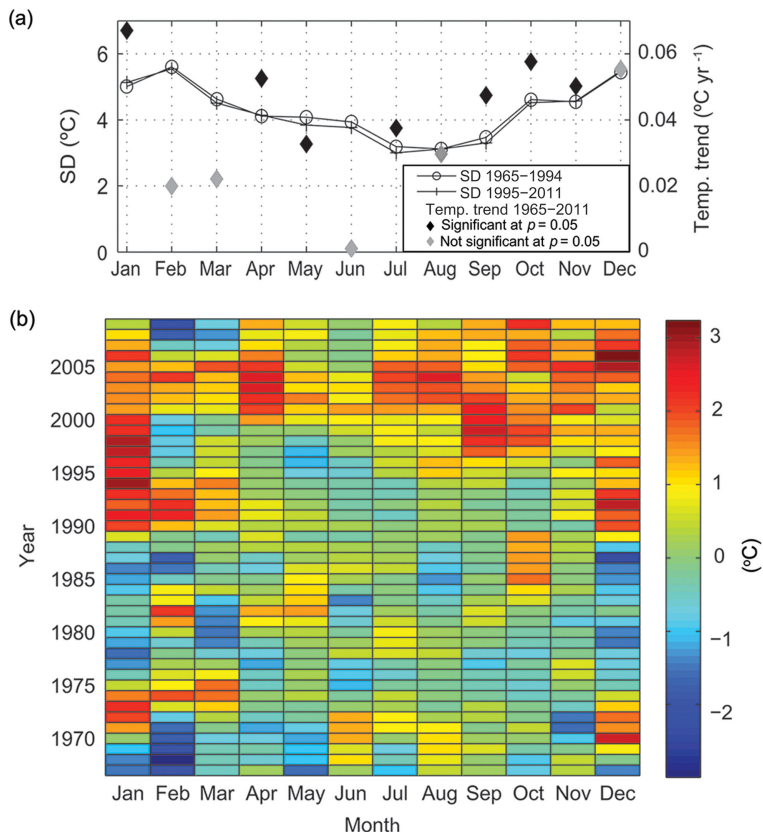 (a)
6
4
2
0
SD (ºC)
0.06
0.04
0.02
0
Temp. trend (ºC yr -1)
SD 1965−1994
SD 1995−2011
Temp. trend 1965−2011
Significant at p = 0.05
Not significant at p = 0.05
Jan Feb Mar Apr May Jun Jul Aug Sep Oct Nov Dec
(b)
2005
2000
1995
1990
1985
1980
1975
1970
Year
Jan Feb Mar Apr May Jun Jul Aug Sep Oct Nov Dec
Month
3
2
1
0
−1
−2
(ºC)